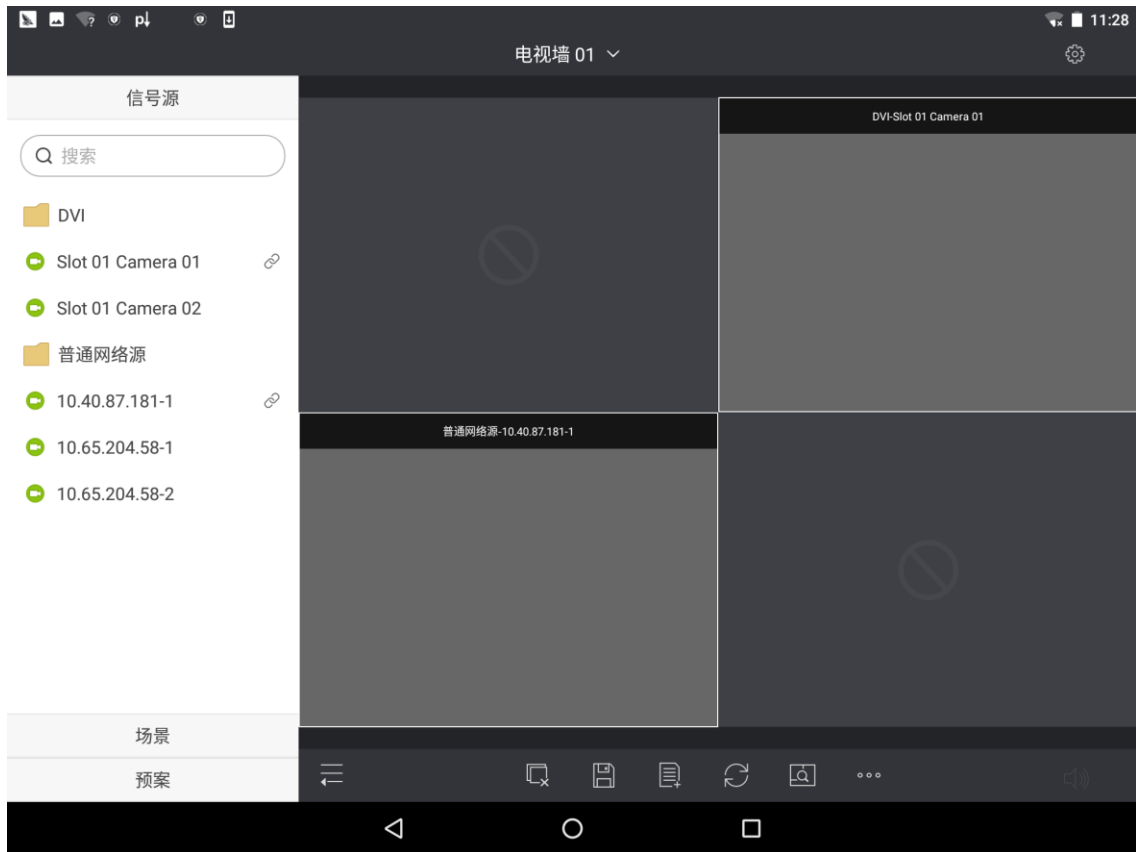 11:28
电视墙 01
信号源
搜索
DVI
Slot 01 Camera 01
Slot 01 Camera 02
普通网络源
10.40.87.181-1
10.65.204.58-1
10.65.204.58-2
场景
预案
DVI-Slot 01 Camera 01
普通网络源-10.40.87.181-1